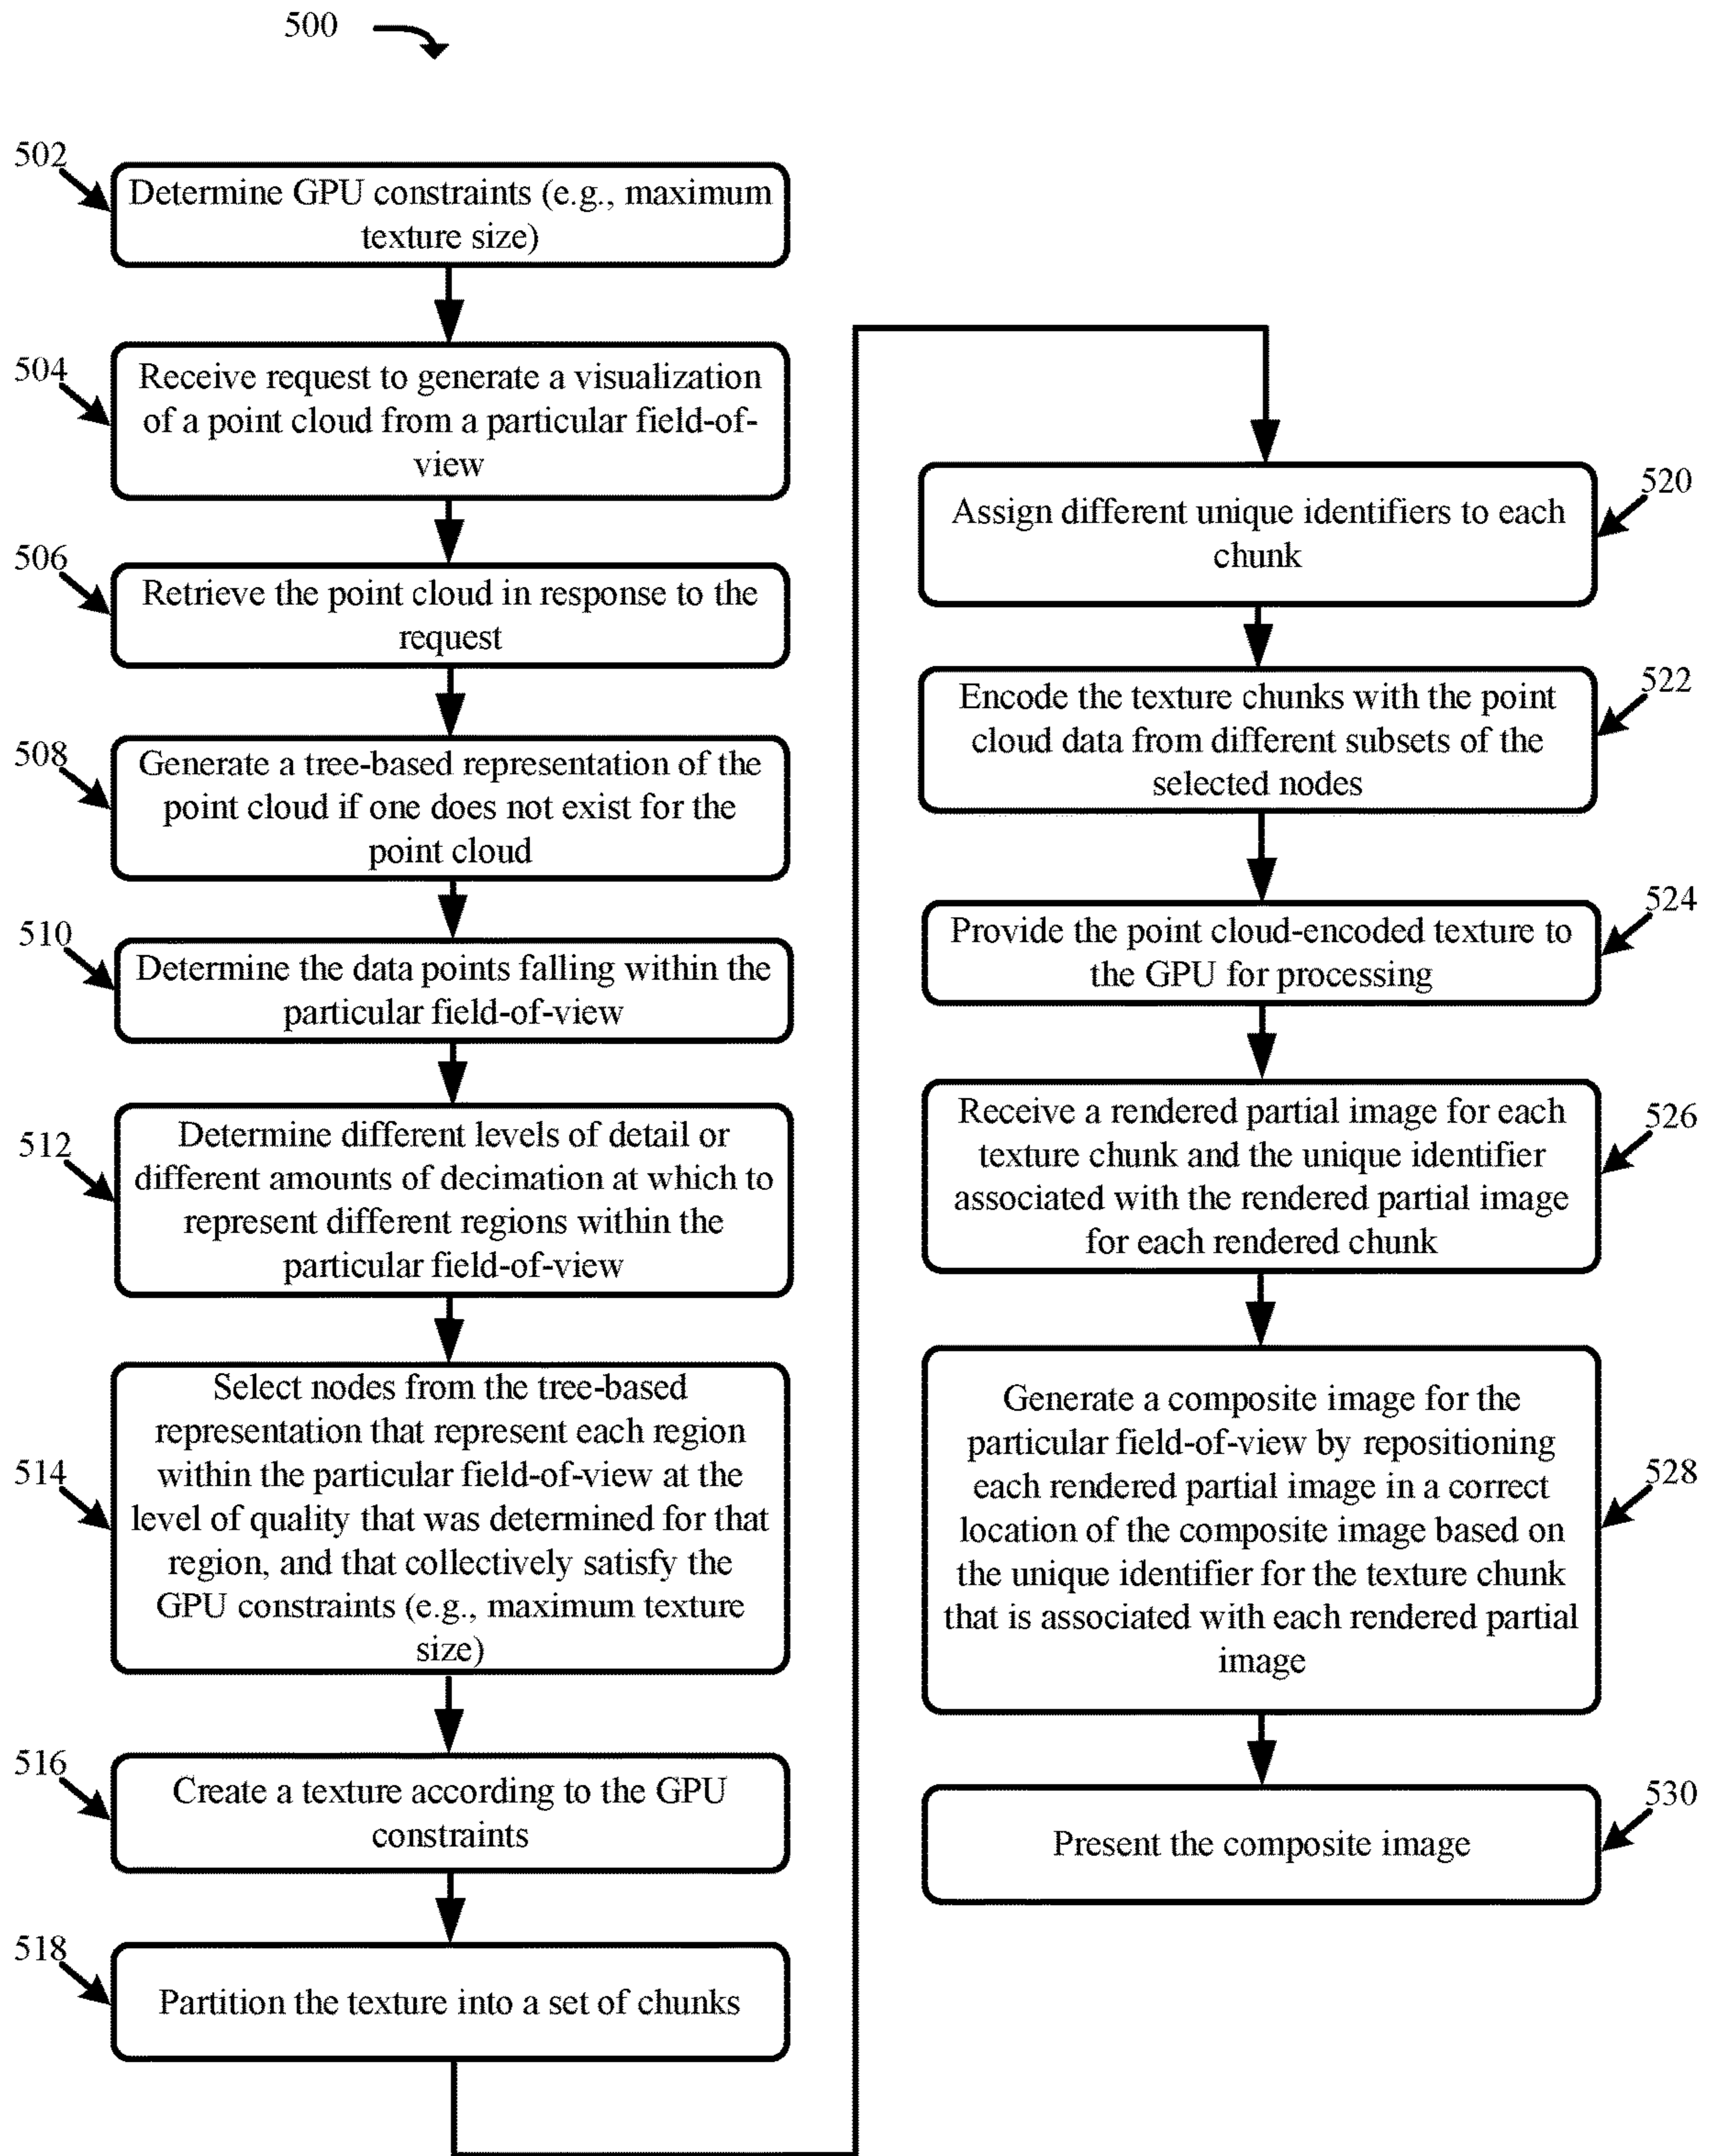 500
502
Determine GPU constraints (e.g., maximum
texture size)
504
Receive request to generate a visualization
of a point cloud from a particular field-of-
view
506
Retrieve the point cloud in response to the
request
508
Generate a tree-based representation of the
point cloud if one does not exist for the
point cloud
510
Determine the data points falling within the
particular field-of-view
512
Determine different levels of detail or
different amounts of decimation at which to
represent different regions within the
particular field-of-view
514
Select nodes from the tree-based
representation that represent each region
within the particular field-of-view at the
level of quality that was determined for that
region, and that collectively satisfy the
GPU constraints (e.g., maximum texture
size)
516
Create a texture according to the GPU
constraints
518
Partition the texture into a set of chunks
520
Assign different unique identifiers to each
chunk
522
Encode the texture chunks with the point
cloud data from different subsets of the
selected nodes
524
Provide the point cloud-encoded texture to
the GPU for processing
526
Receive a rendered partial image for each
texture chunk and the unique identifier
associated with the rendered partial image
for each rendered chunk
528
Generate a composite image for the
particular field-of-view by repositioning
each rendered partial image in a correct
location of the composite image based on
the unique identifier for the texture chunk
that is associated with each rendered partial
image
530
Present the composite image